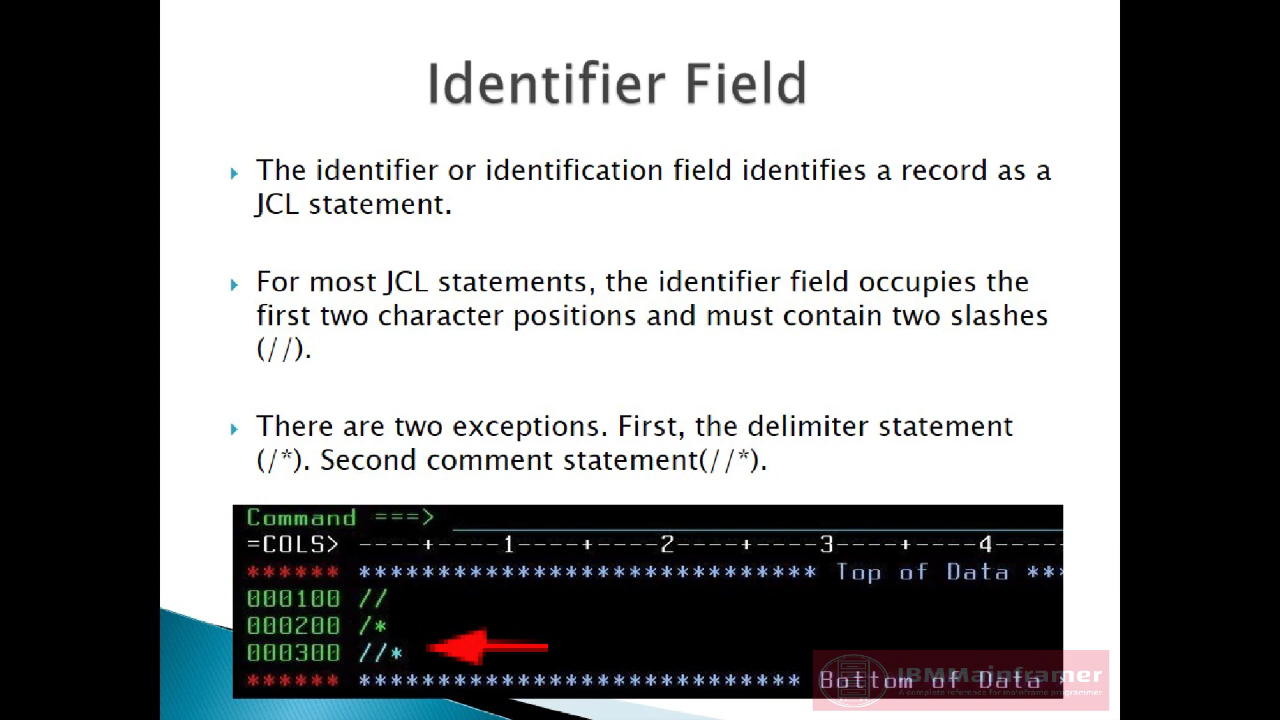 Identifier Field
The identifier or identification field identifies a record as a
JCL statement.
For most JCL statements, the identifier field occupies the
first two character positions and must contain two slashes
(//).
There are two exceptions. First, the delimiter statement
(/*). Second comment statement(//*).
Command ===>
=COLS> ----+----1----+----2----+----3----+----4----
****** ***************************** Top of Data ***
000100 //
000200 /*
000300 //*
****** **************************** Bottom of Data
IBMMainframer
A complete reference for mainframe programmer